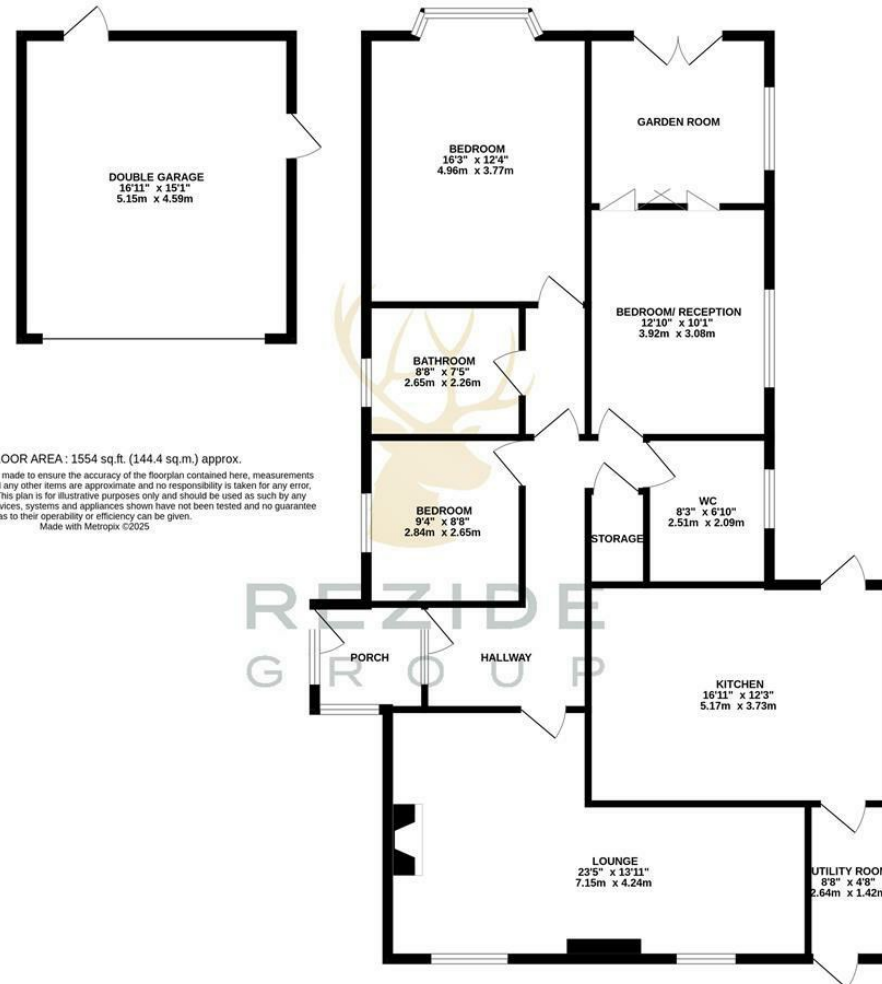 DOUBLE GARAGE
16'11" x 15'1"
5.15m x 4.59m
BEDROOM
16'3" x 12'4"
4.96m x 3.77m
GARDEN ROOM
BEDROOM/ RECEPTION
12'10" x 10'1"
3.92m x 3.08m
BATHROOM
8'8" x 7'5"
2.65m x 2.26m
OOR AREA : 1554 sq.ft. (144.4 sq.m.) approx.
made to ensure the accuracy of the floorplan contained here, measurements
any other items are approximate and no responsibility is taken for any error,
This plan is for illustrative purposes only and should be used as such by any
vices, systems and appliances shown have not been tested and no guarantee
as to their operability or efficiency can be given.
Made with Metropix ©2025
BEDROOM
9'4" x 8'8"
2.84m x 2.65m
WC
8'3" x 6'10"
2.51m x 2.09m
STORAGE
REZIDE
GROUP
PORCH
HALLWAY
KITCHEN
16'11" x 12'3"
5.17m x 3.73m
LOUNGE
23'5" x 13'11"
7.15m x 4.24m
UTILITY ROOM
8'8" x 4'8"
2.64m x 1.42m